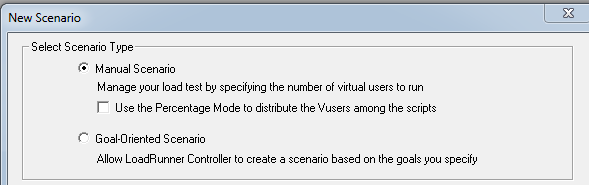 New Scenario
Select Scenario Type
Manual Scenario
Manage your load test by specifying the number of virtual users to run
Use the Percentage Mode to distribute the Vusers among the scripts
Goal-Oriented Scenario
Allow LoadRunner Controller to create a scenario based on the goals you specify